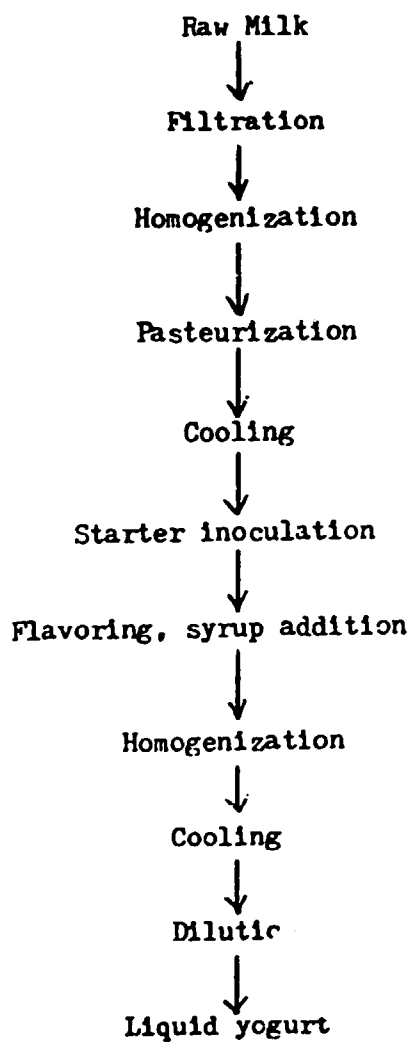 Raw Milk
Filtration
Homogenization
Pasteurization
Cooling
Starter inoculation
Flavoring, syrup addition
Homogenization
Cooling
Dilutic
Liquid yogurt